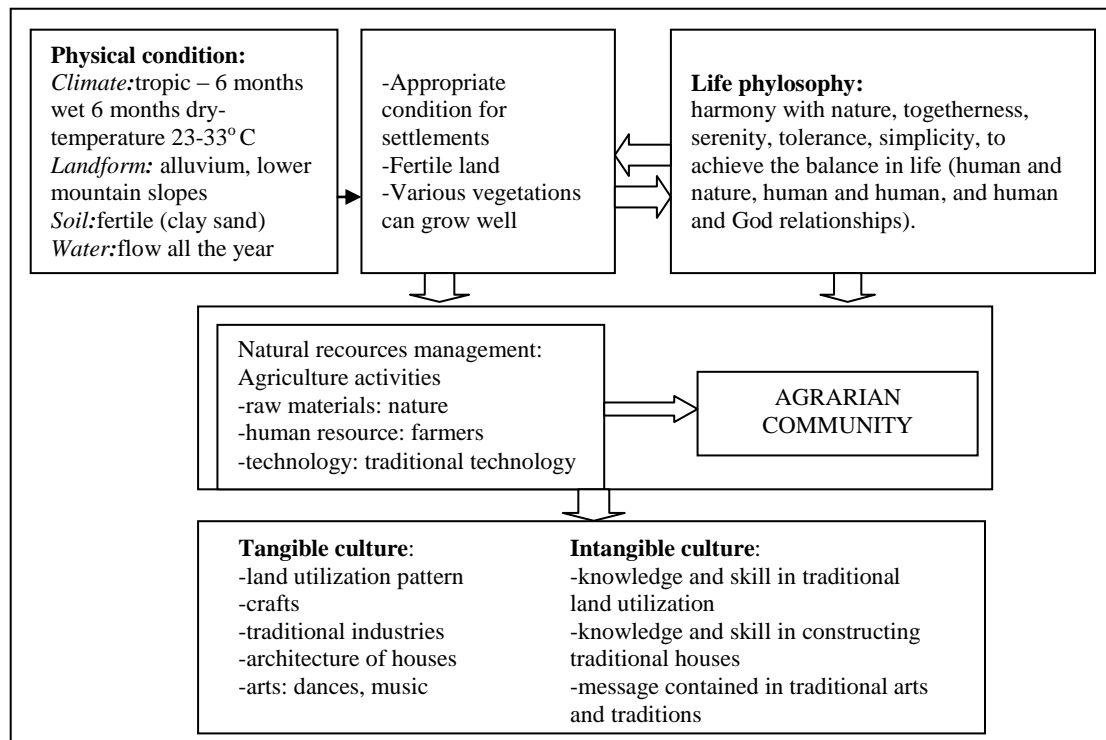 Physical condition:
Climate:tropic – 6 months
wet 6 months dry-
temperature 23-33° C
Landform: alluvium, lower
mountain slopes
Soil:fertile (clay sand)
Water:flow all the year
-Appropriate
condition for
settlements
-Fertile land
-Various vegetations
can grow well
Life phylosophy:
harmony with nature, togetherness,
serenity, tolerance, simplicity, to
achieve the balance in life (human and
nature, human and human, and human
and God relationships).
Natural recources management:
Agriculture activities
-raw materials: nature
-human resource: farmers
-technology: traditional technology
AGRARIAN
COMMUNITY
Tangible culture:
-land utilization pattern
-crafts
-traditional industries
-architecture of houses
-arts: dances, music
Intangible culture:
-knowledge and skill in traditional
land utilization
-knowledge and skill in constructing
traditional houses
-message contained in traditional arts
and traditions